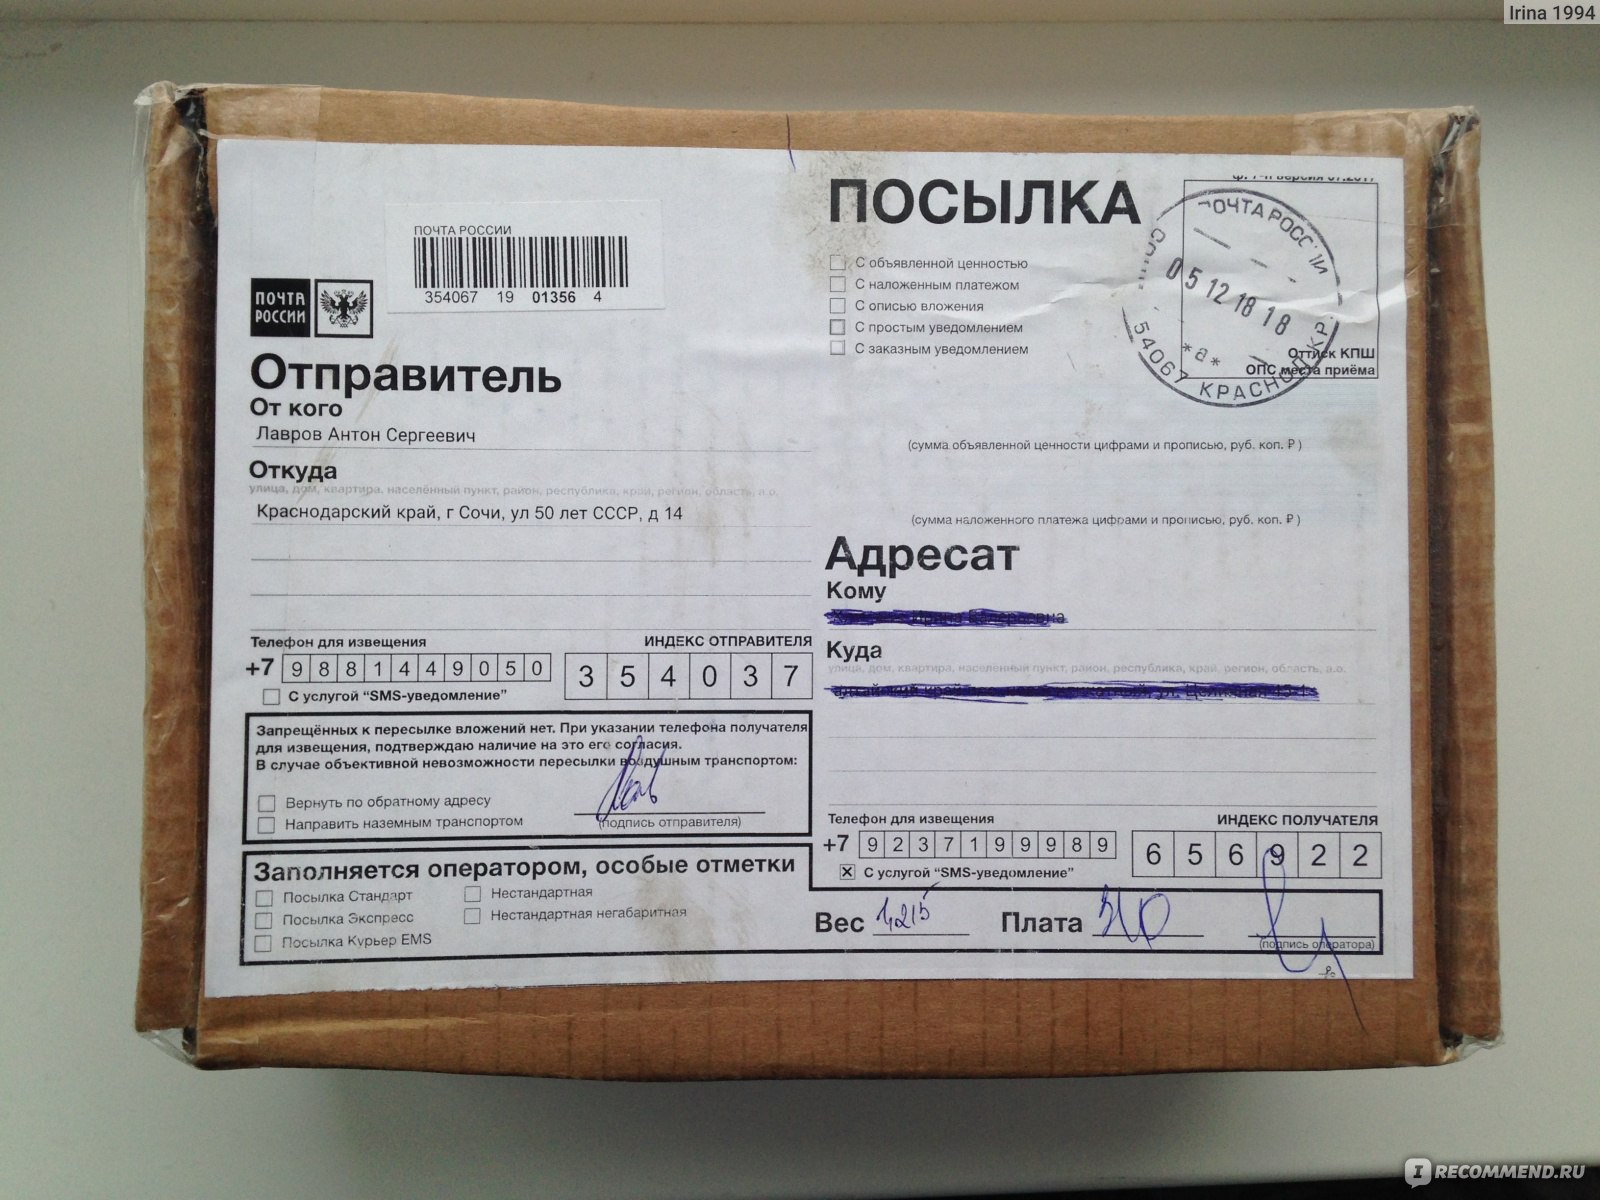 Irina 1994
ПОСЫЛКА
С объявленной ценностью
С наложенным платежом
С описью вложения
С простым уведомлением
С заказным уведомлением
05 12 18 18
*а*
КРАСНОД КР.
Оттиск КПШ
ОПС места приёма
(сумма объявленной ценности цифрами и прописью, руб. коп. ₽)
(сумма наложенного платежа цифрами и прописью, руб. коп. ₽)
ПОЧТА РОССИИ
354067 19 01356 4
ПОЧТА
РОССИИ
Отправитель
От кого
Лавров Антон Сергеевич
Откуда
улица, дом, квартира, населённый пункт, район, республика, край, регион, область, а.о.
Краснодарский край, г Сочи, ул 50 лет СССР, д 14
Телефон для извещения ИНДЕКС ОТПРАВИТЕЛЯ
+7 9881449050 354037
С услугой “SMS-уведомление”
Запрещённых к пересылке вложений нет. При указании телефона получателя
для извещения, подтверждаю наличие на это его согласия.
В случае объективной невозможности пересылки воздушным транспортом:
Вернуть по обратному адресу
Направить наземным транспортом (подпись отправителя)
Заполняется оператором, особые отметки
Посылка Стандарт Нестандартная
Посылка Экспресс Нестандартная негабаритная
Посылка Курьер EMS
Адресат
Кому
Куда
улица, дом, квартира, населённый пункт, район, республика, край, регион, область, а.о.
Телефон для извещения ИНДЕКС ПОЛУЧАТЕЛЯ
+7 9237199989 656922
С услугой “SMS-уведомление”
Вес 1,215 Плата
(подпись оператора)
IRECOMMEND.RU